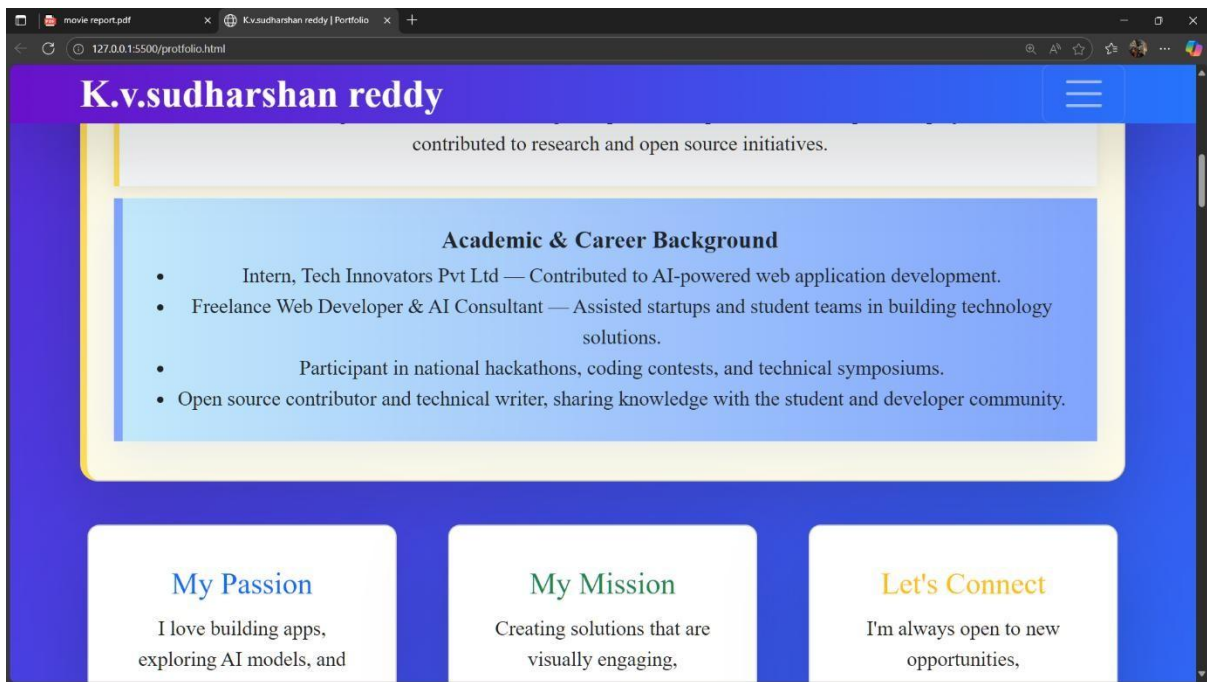 movie report.pdf
K.v.sudharshan reddy | Portfolio
127.0.0.1:5500/protfolio.html
K.v.sudharshan reddy
contributed to research and open source initiatives.
Academic & Career Background
• Intern, Tech Innovators Pvt Ltd — Contributed to AI-powered web application development.
• Freelance Web Developer & AI Consultant — Assisted startups and student teams in building technology
solutions.
• Participant in national hackathons, coding contests, and technical symposiums.
• Open source contributor and technical writer, sharing knowledge with the student and developer community.
My Passion
I love building apps,
exploring AI models, and
My Mission
Creating solutions that are
visually engaging,
Let's Connect
I'm always open to new
opportunities,